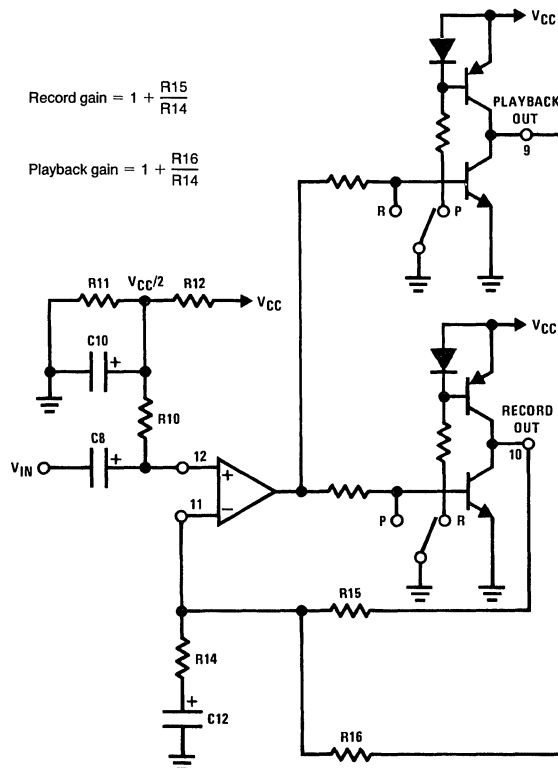 Record gain = 1 + R15/R14
Playback gain = 1 + R16/R14
VCC
PLAYBACK
OUT
9
R
P
R11
VCC/2
R12
VCC
C10
+
R10
VCC
RECORD
OUT
10
VIN
C8
+
12
+
11
−
P
R
R15
R14
+
C12
R16